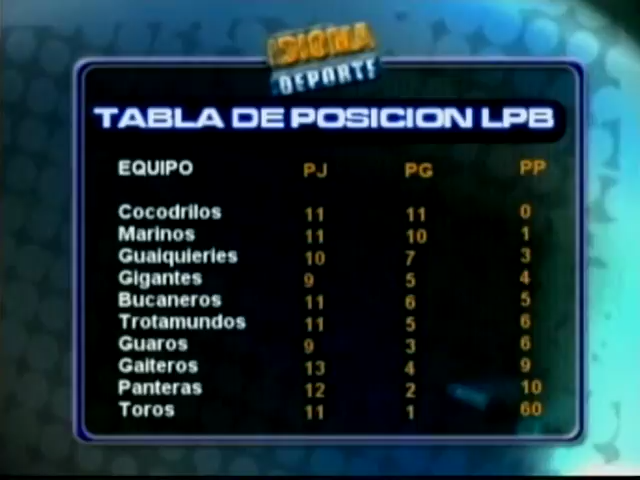 IDIOMA
DEPORTE
TABLA DE POSICION LPB
EQUIPO PJ PG PP
Cocodrilos 11 11 0
Marinos 11 10 1
Guaiquieries 10 7 3
Gigantes 9 5 4
Bucaneros 11 6 5
Trotamundos 11 5 6
Guaros 9 3 6
Gaiteros 13 4 9
Panteras 12 2 10
Toros 11 1 60